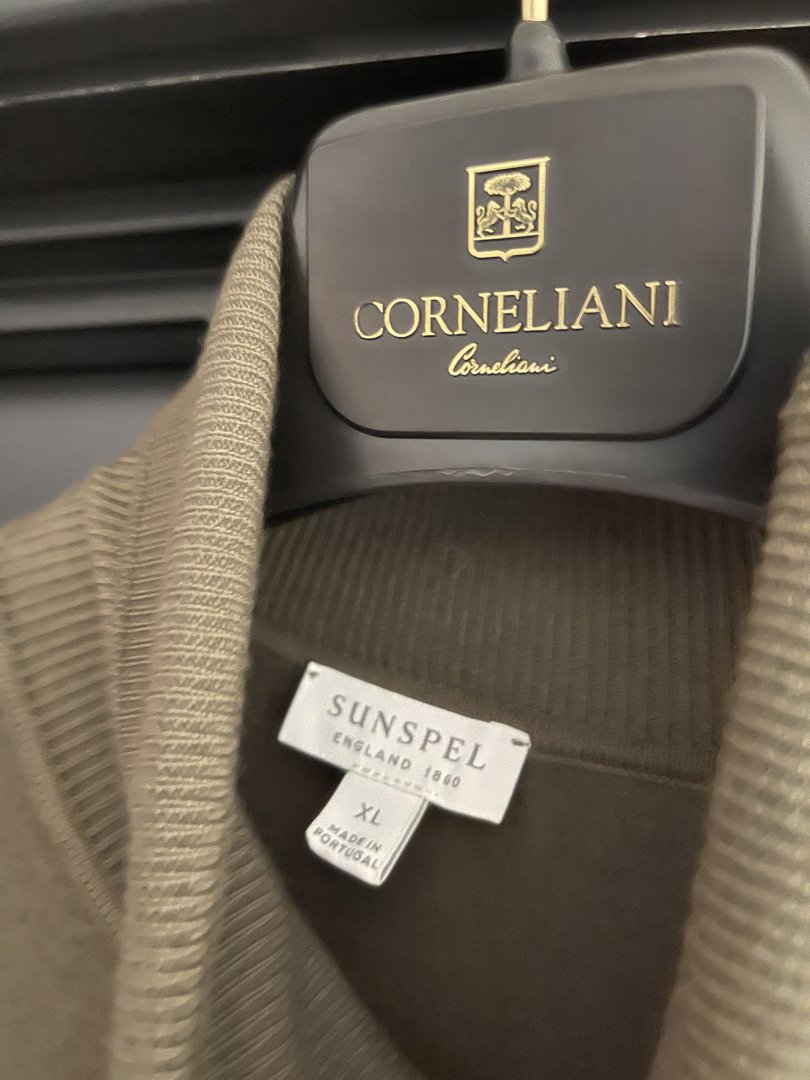 CORNELIANI
Corneliani
SUNSPEL
ENGLAND 1860
XL
MADE IN
PORTUGAL